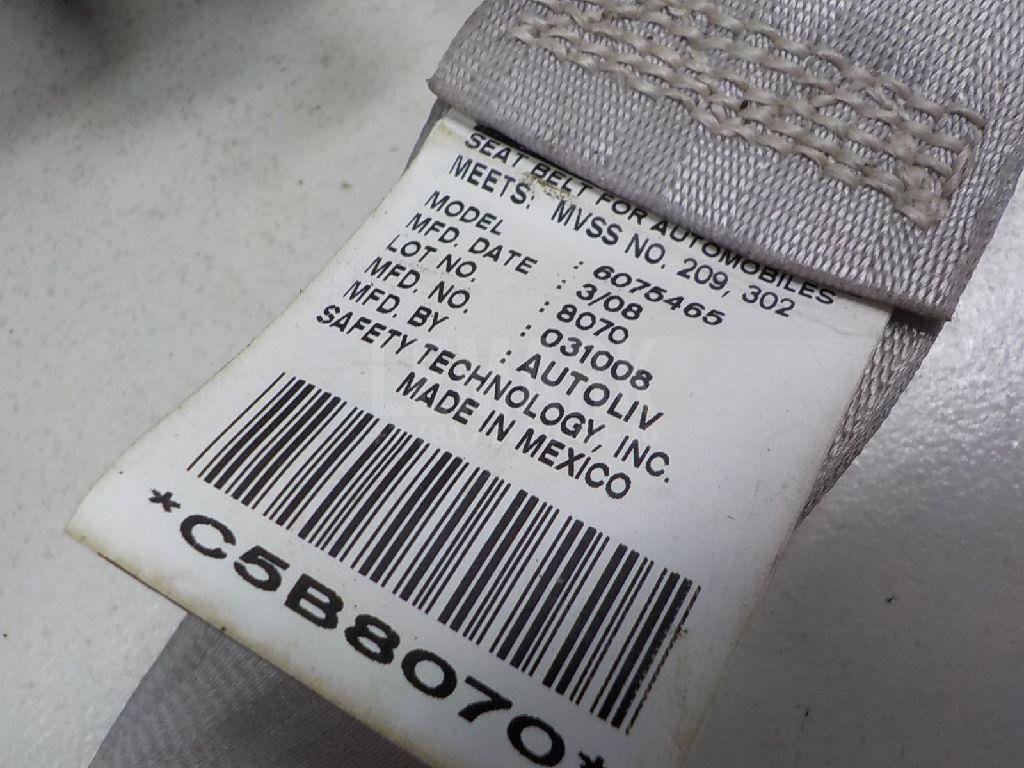 SEAT BELT FOR AUTOMOBILES
MEETS: MVSS NO. 209, 302
MODEL : 6075465
MFD. DATE : 3/08
LOT NO. : 8070
MFD. NO. : 031008
MFD. BY : AUTOLIV
SAFETY TECHNOLOGY, INC.
MADE IN MEXICO
*C5B8070*